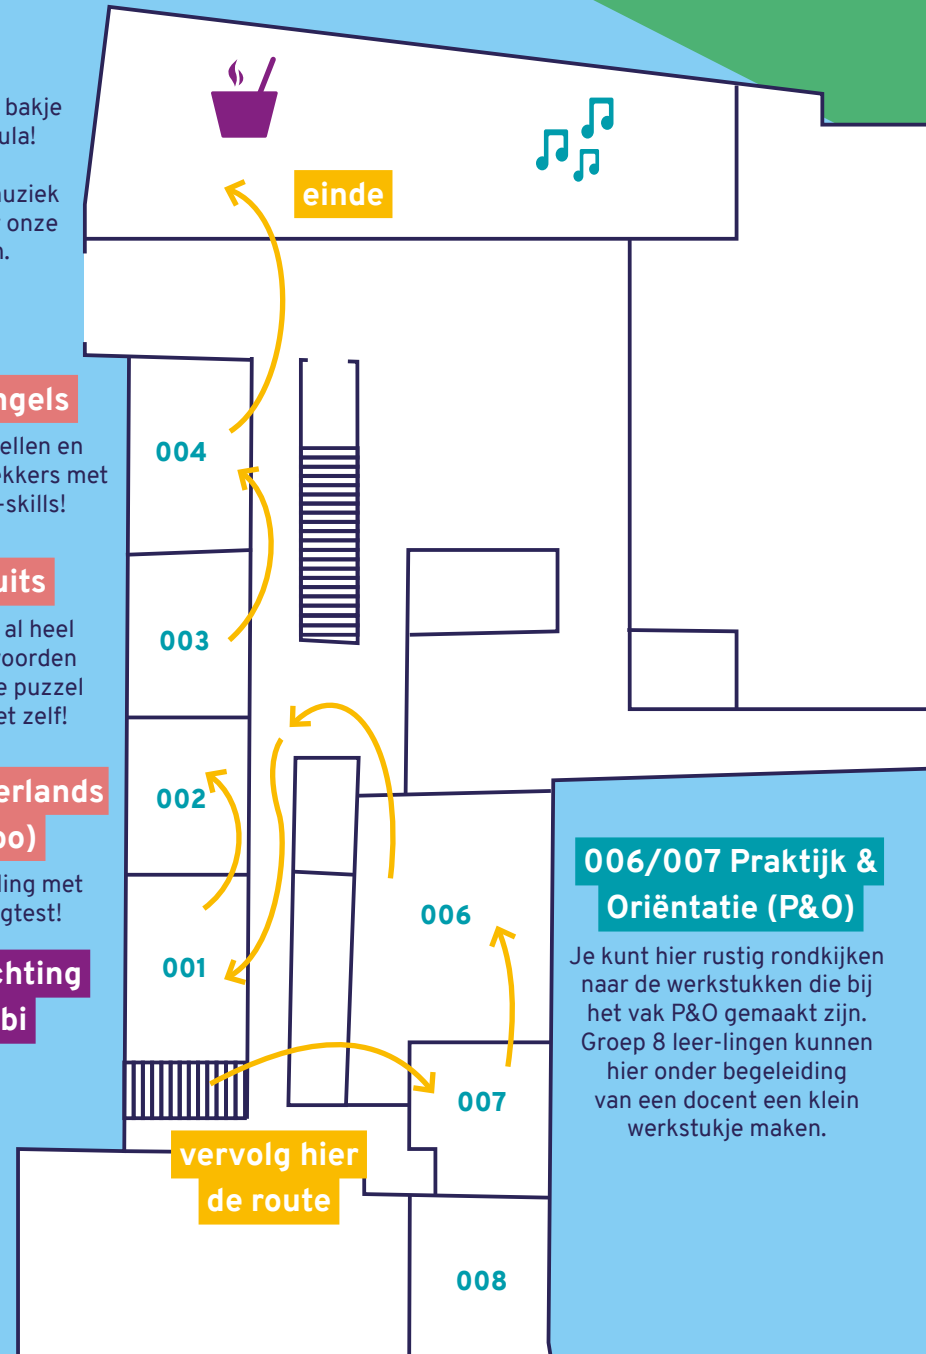 bakje
ula!
uziek
onze
n.
einde
ngels
ellen en
ekkers met
-skills!
uits
al heel
oorden
e puzzel
et zelf!
erlands
oo)
ling met
gtest!
chting
bi
004
003
002
001
006
007
008
vervolg hier
de route
006/007 Praktijk &
Oriëntatie (P&O)
Je kunt hier rustig rondkijken
naar de werkstukken die bij
het vak P&O gemaakt zijn.
Groep 8 leer-lingen kunnen
hier onder begeleiding
van een docent een klein
werkstukje maken.